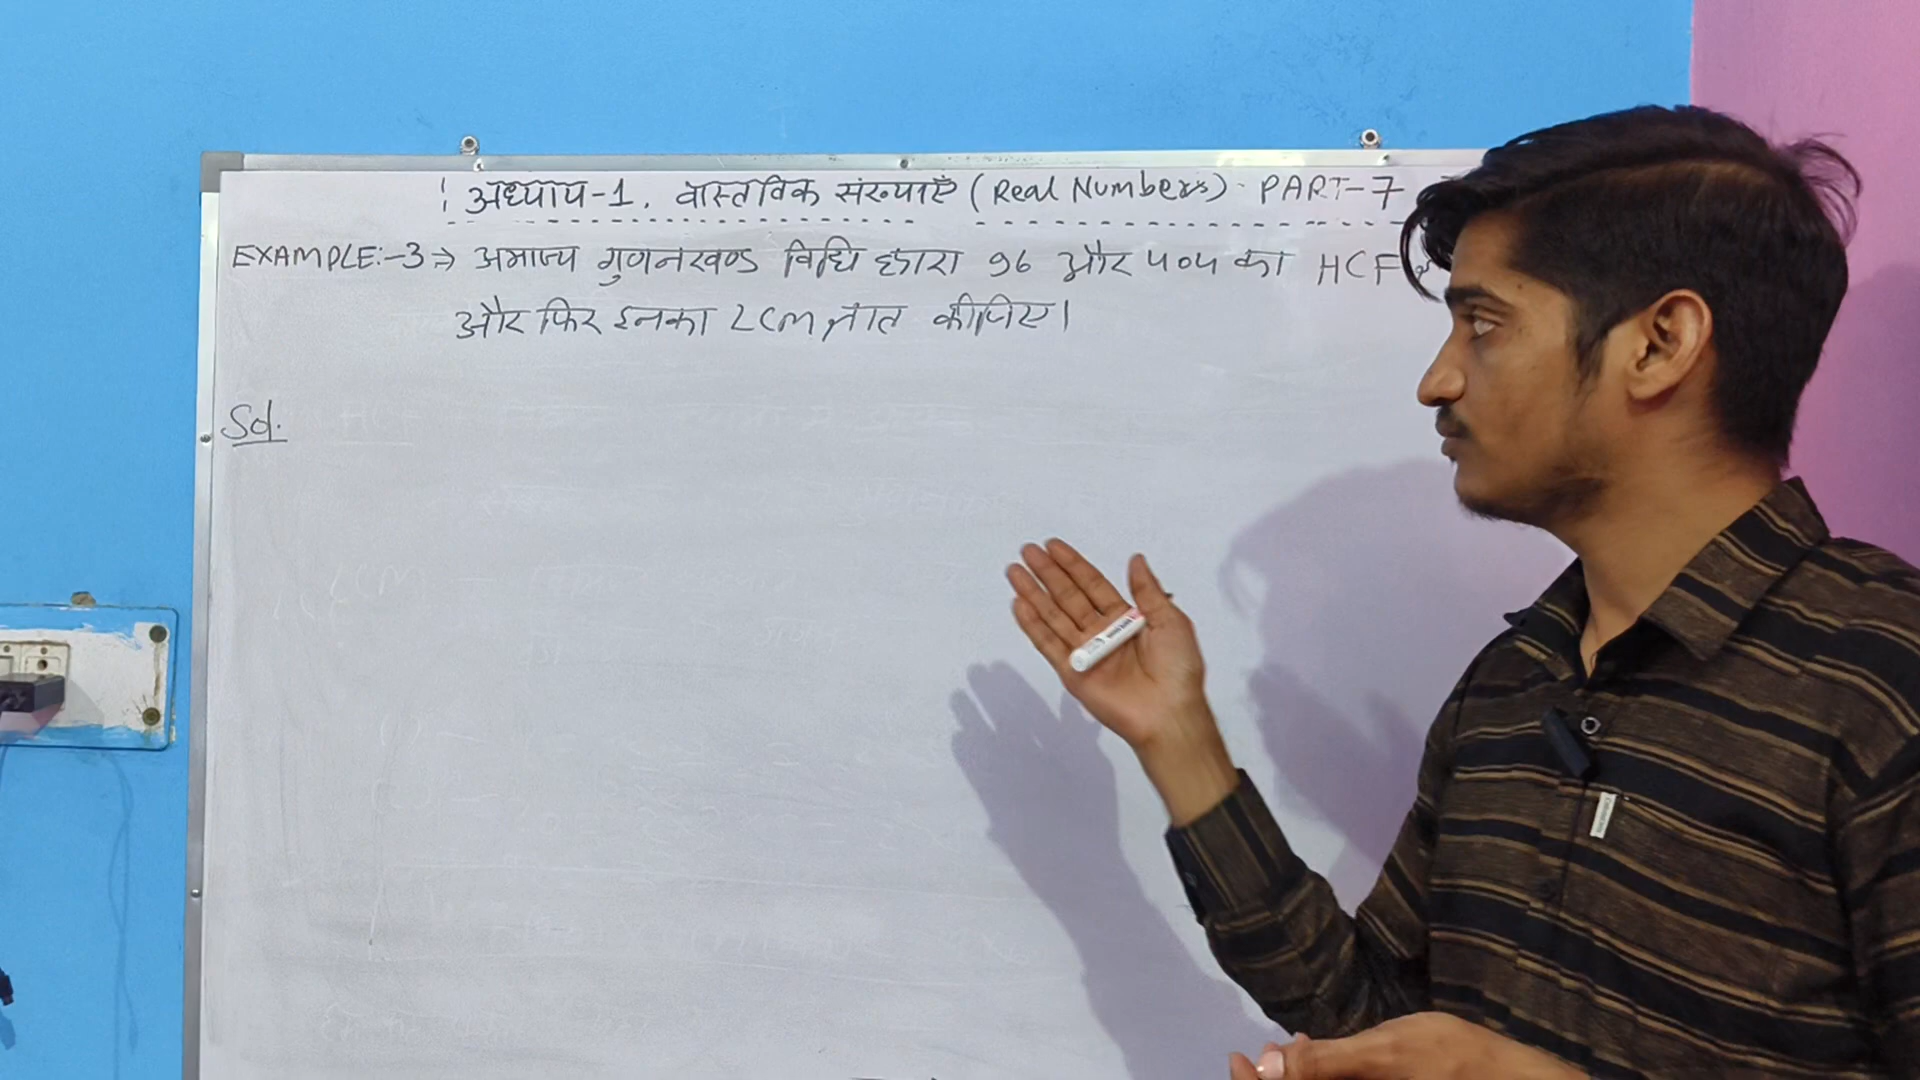 अध्याय-1. वास्तविक संख्याएँ (Real Numbers). PART-7
EXAMPLE:-3⇒ अभाज्य गुणनखण्ड विधि द्वारा 96 और 404 का HCF
और फिर इनका LCM ज्ञात कीजिए।
Sol.